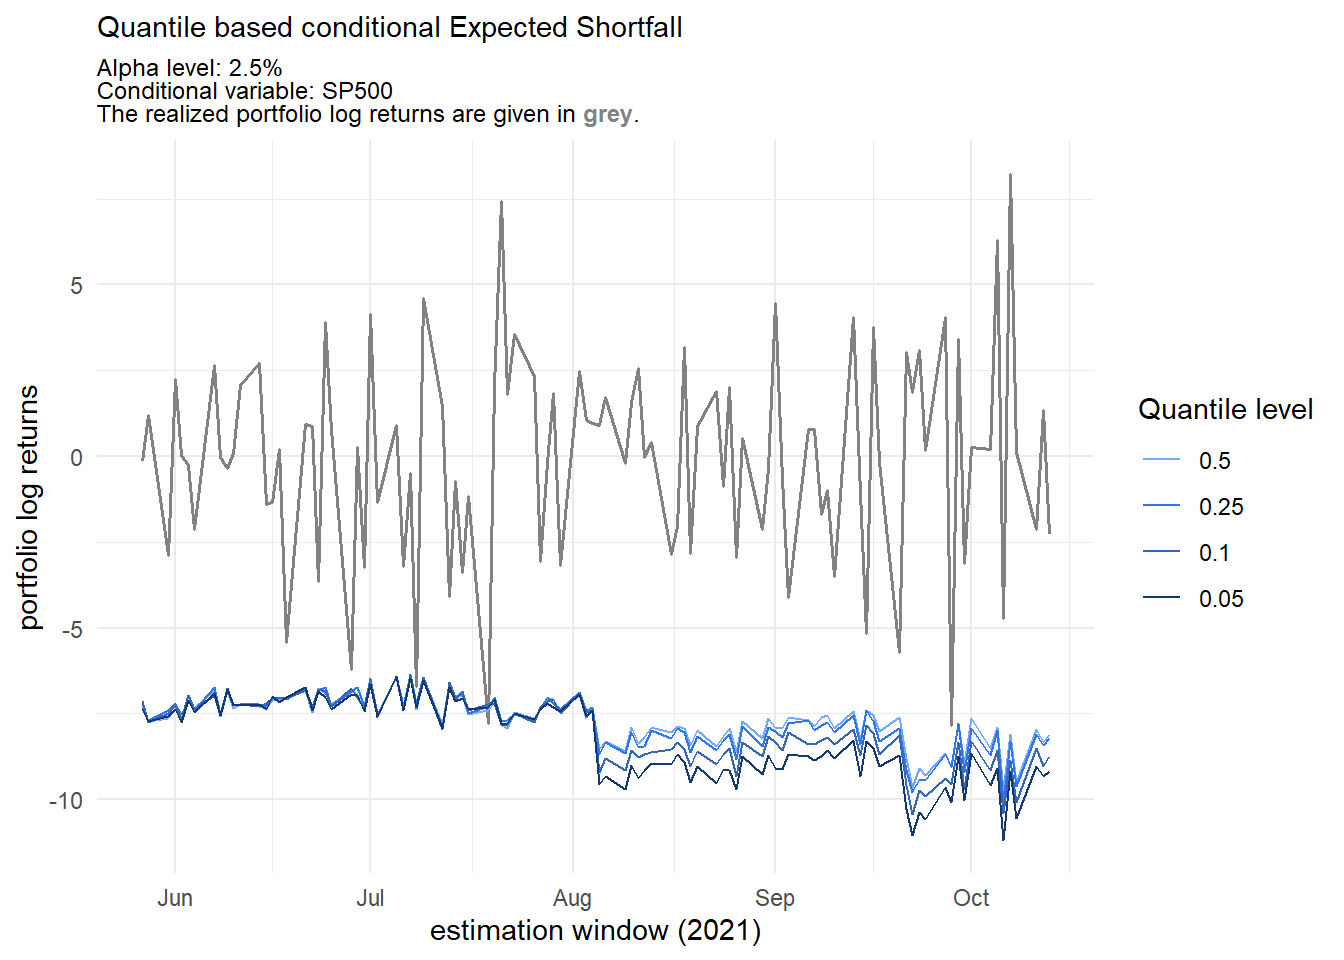 Quantile based conditional Expected Shortfall
Alpha level: 2.5%
Conditional variable: SP500
The realized portfolio log returns are given in grey.
portfolio log returns
5
0
-5
-10
Jun
Jul
Aug
Sep
Oct
estimation window (2021)
Quantile level
0.5
0.25
0.1
0.05